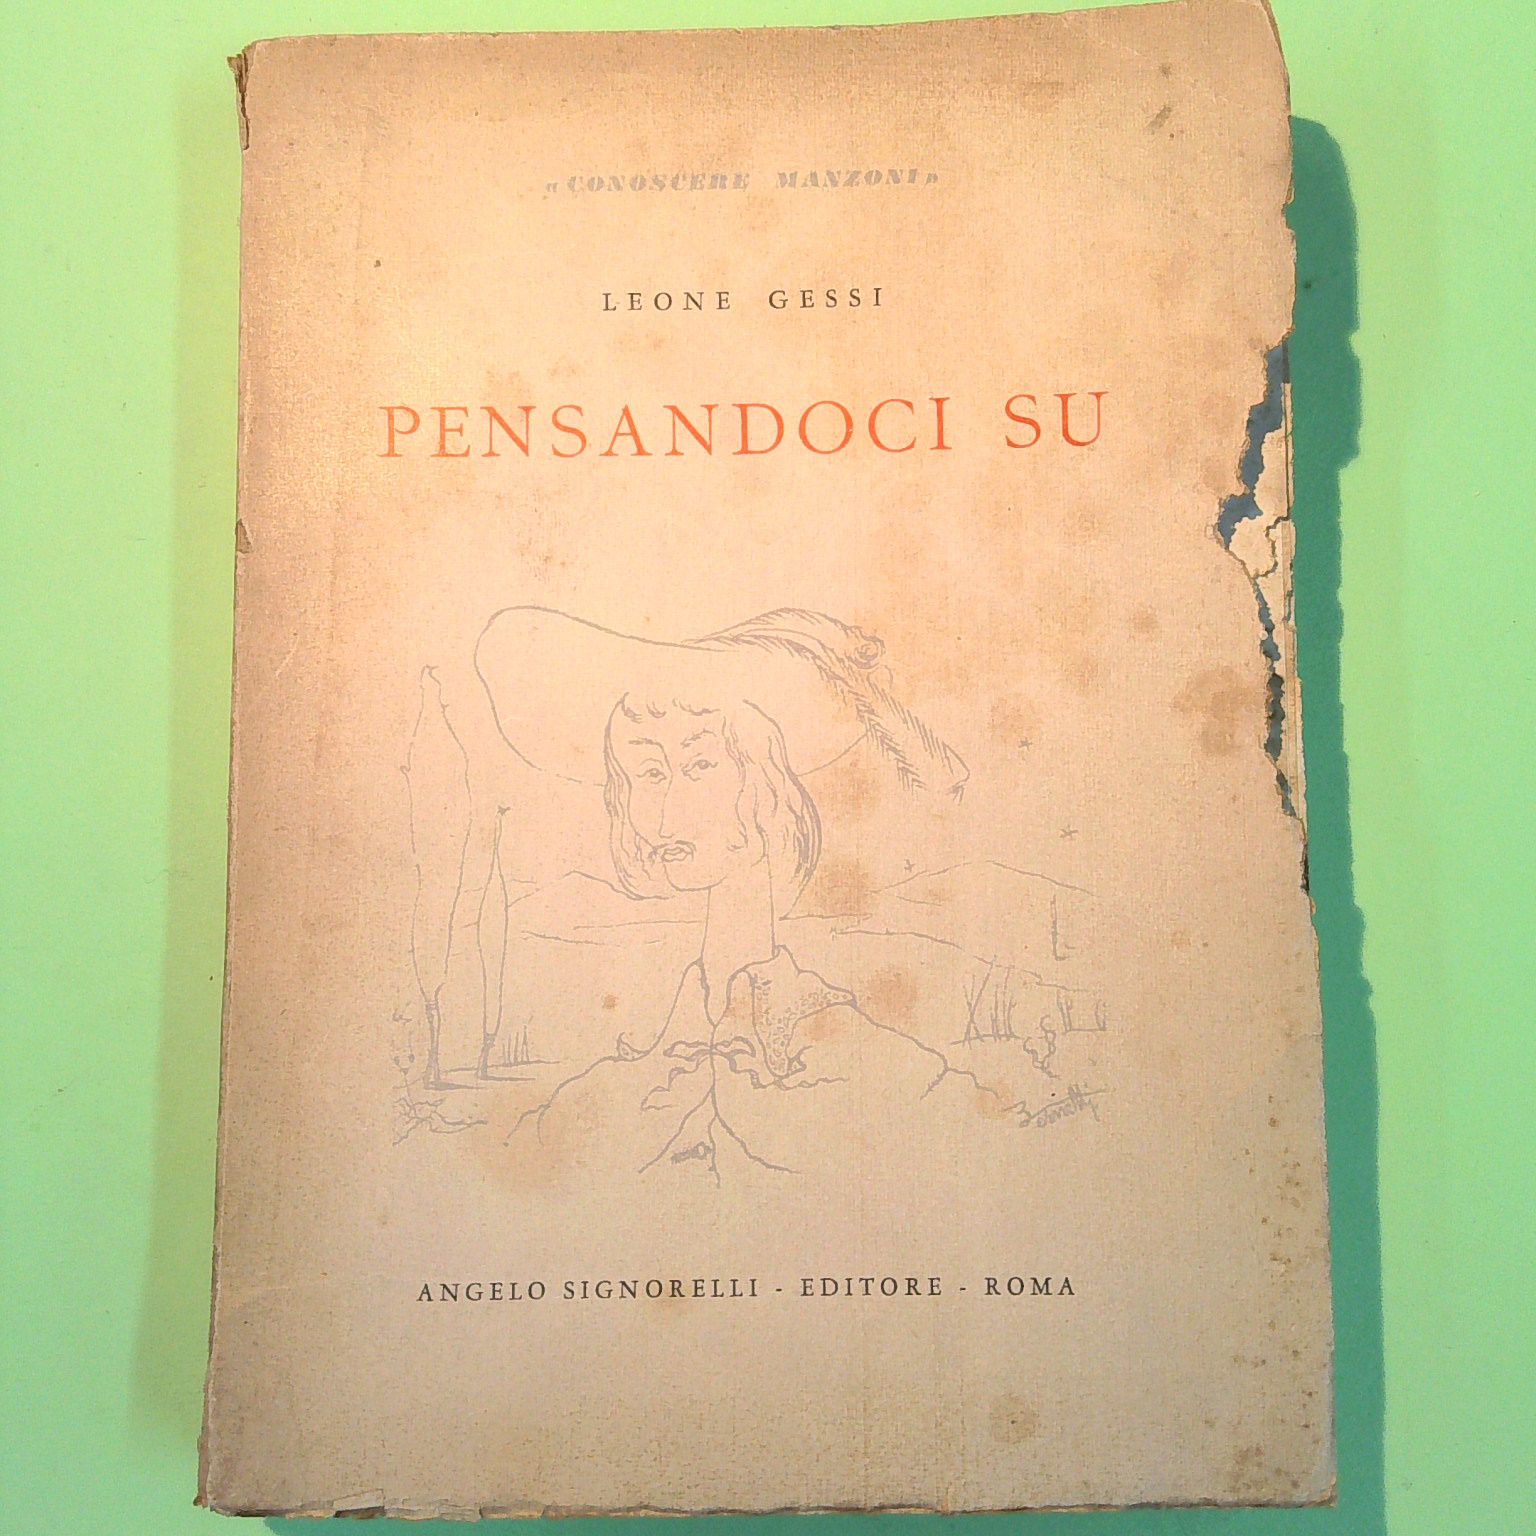 « CONOSCERE MANZONI »
LEONE GESSI
PENSANDOCI SU
ANGELO SIGNORELLI - EDITORE - ROMA